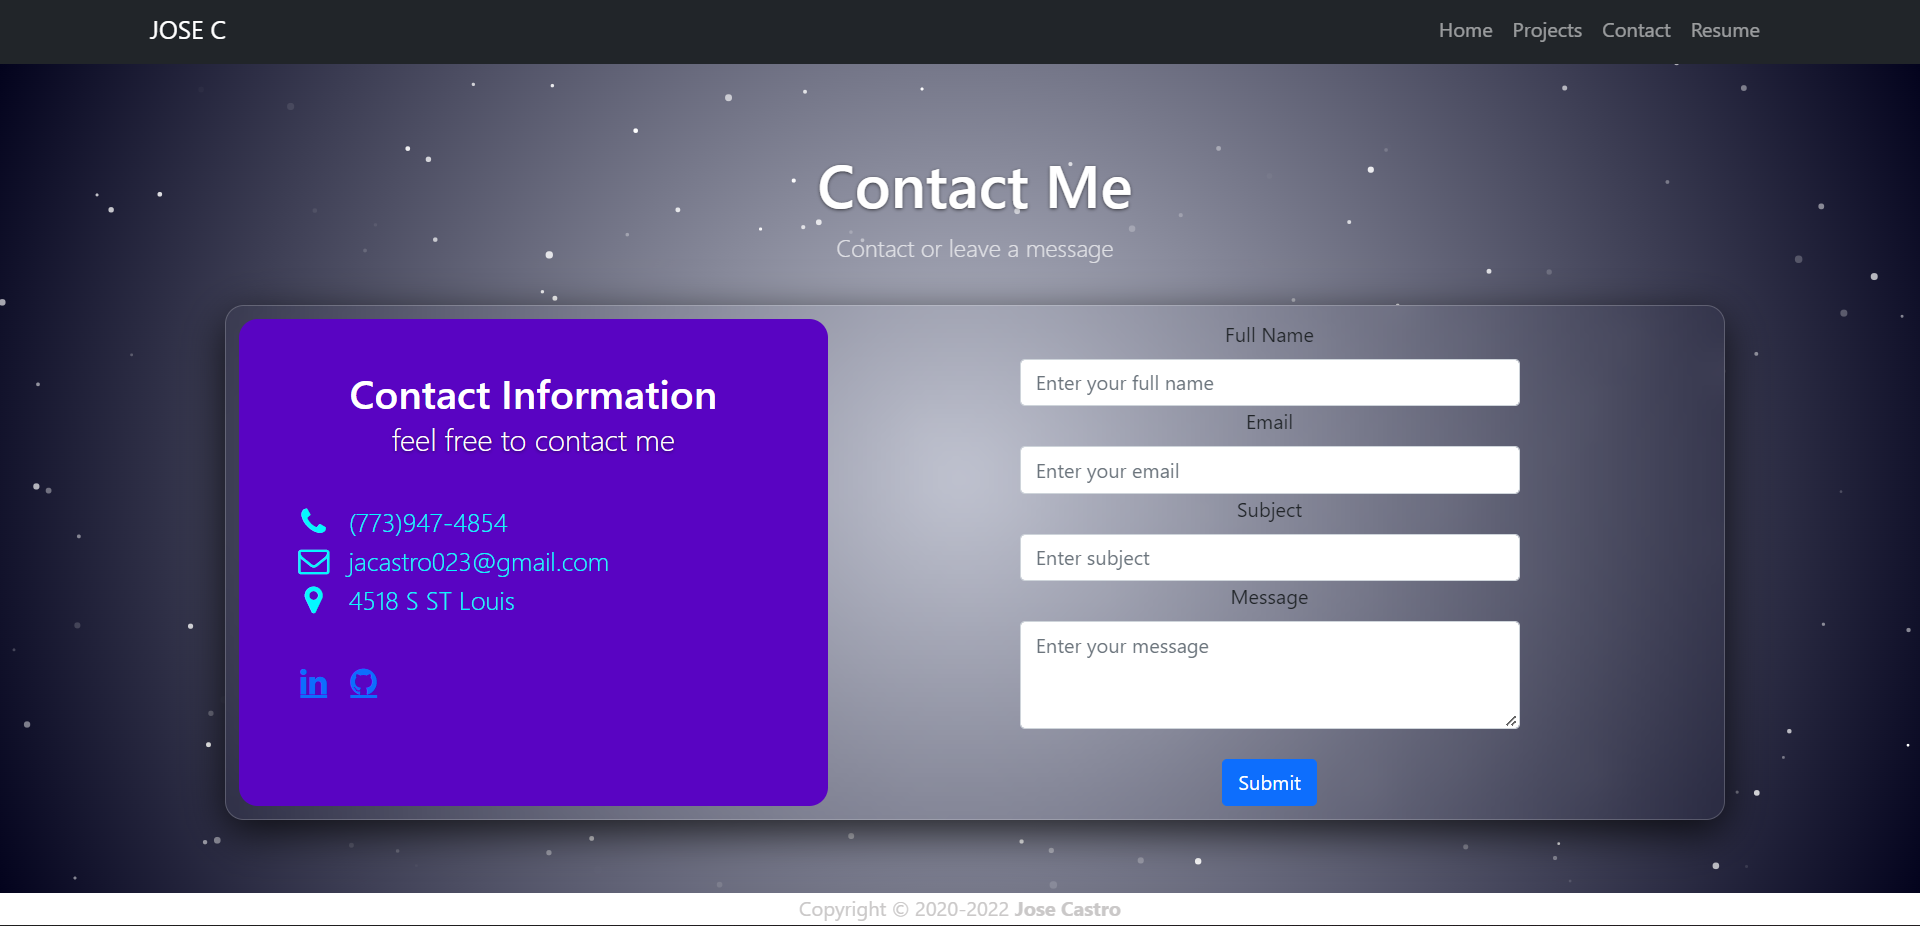 JOSE C
Home Projects Contact Resume
Contact Me
Contact or leave a message
Contact Information
feel free to contact me
(773)947-4854
jacastro023@gmail.com
4518 S ST Louis
in
Full Name
Enter your full name
Email
Enter your email
Subject
Enter subject
Message
Enter your message
Submit
Copyright © 2020-2022 Jose Castro